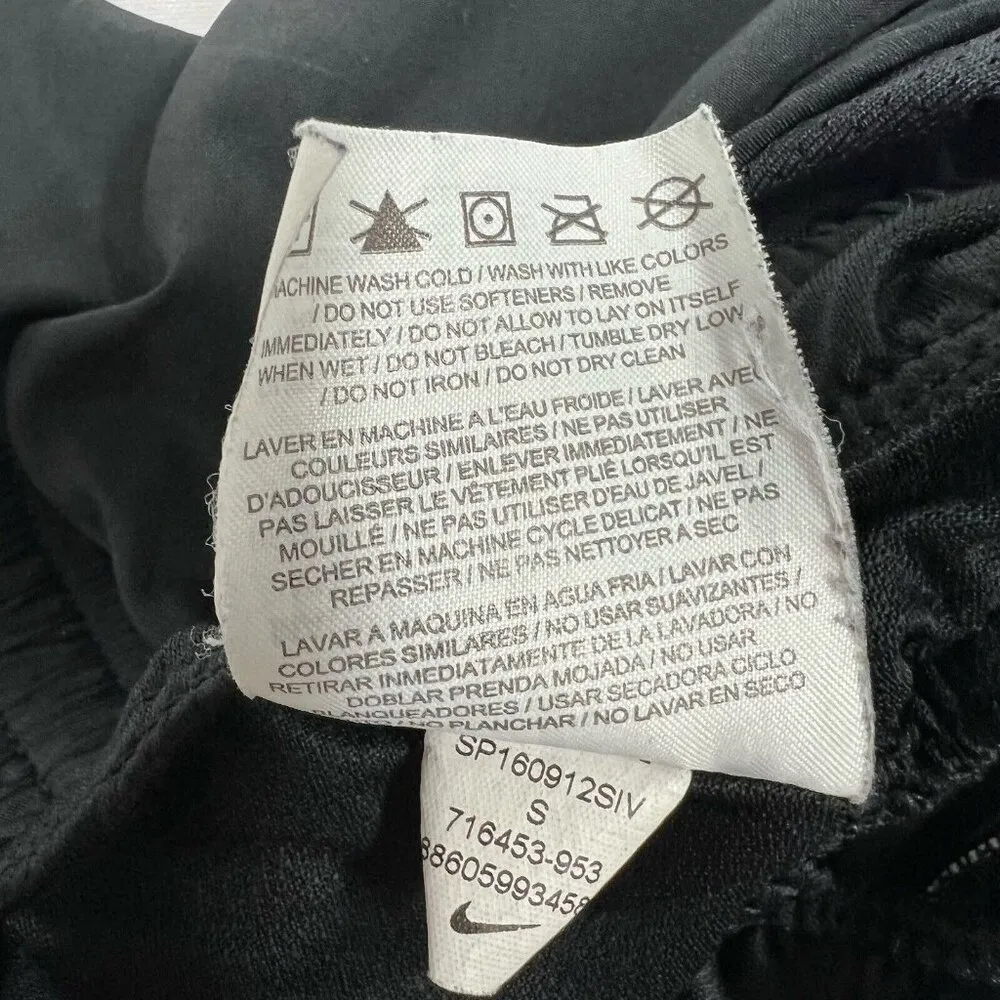 MACHINE WASH COLD / WASH WITH LIKE COLORS
/ DO NOT USE SOFTENERS / REMOVE
IMMEDIATELY / DO NOT ALLOW TO LAY ON ITSELF
WHEN WET / DO NOT BLEACH / TUMBLE DRY LOW
/ DO NOT IRON / DO NOT DRY CLEAN
LAVER EN MACHINE A L'EAU FROIDE / LAVER AVEC
COULEURS SIMILAIRES / NE PAS UTILISER
D'ADOUCISSEUR / ENLEVER IMMEDIATEMENT / NE
PAS LAISSER LE VÊTEMENT PLIÉ LORSQU'IL EST
MOUILLÉ / NE PAS UTILISER D'EAU DE JAVEL /
SECHER EN MACHINE CYCLE DELICAT / NE PAS
REPASSER / NE PAS NETTOYER A SEC
LAVAR A MAQUINA EN AGUA FRIA / LAVAR CON
COLORES SIMILARES / NO USAR SUAVIZANTES /
RETIRAR INMEDIATAMENTE DE LA LAVADORA / NO
DOBLAR PRENDA MOJADA / NO USAR
BLANQUEADORES / USAR SECADORA CICLO
/ NO PLANCHAR / NO LAVAR EN SECO
SP160912SIV
S
716453-953
88605993458